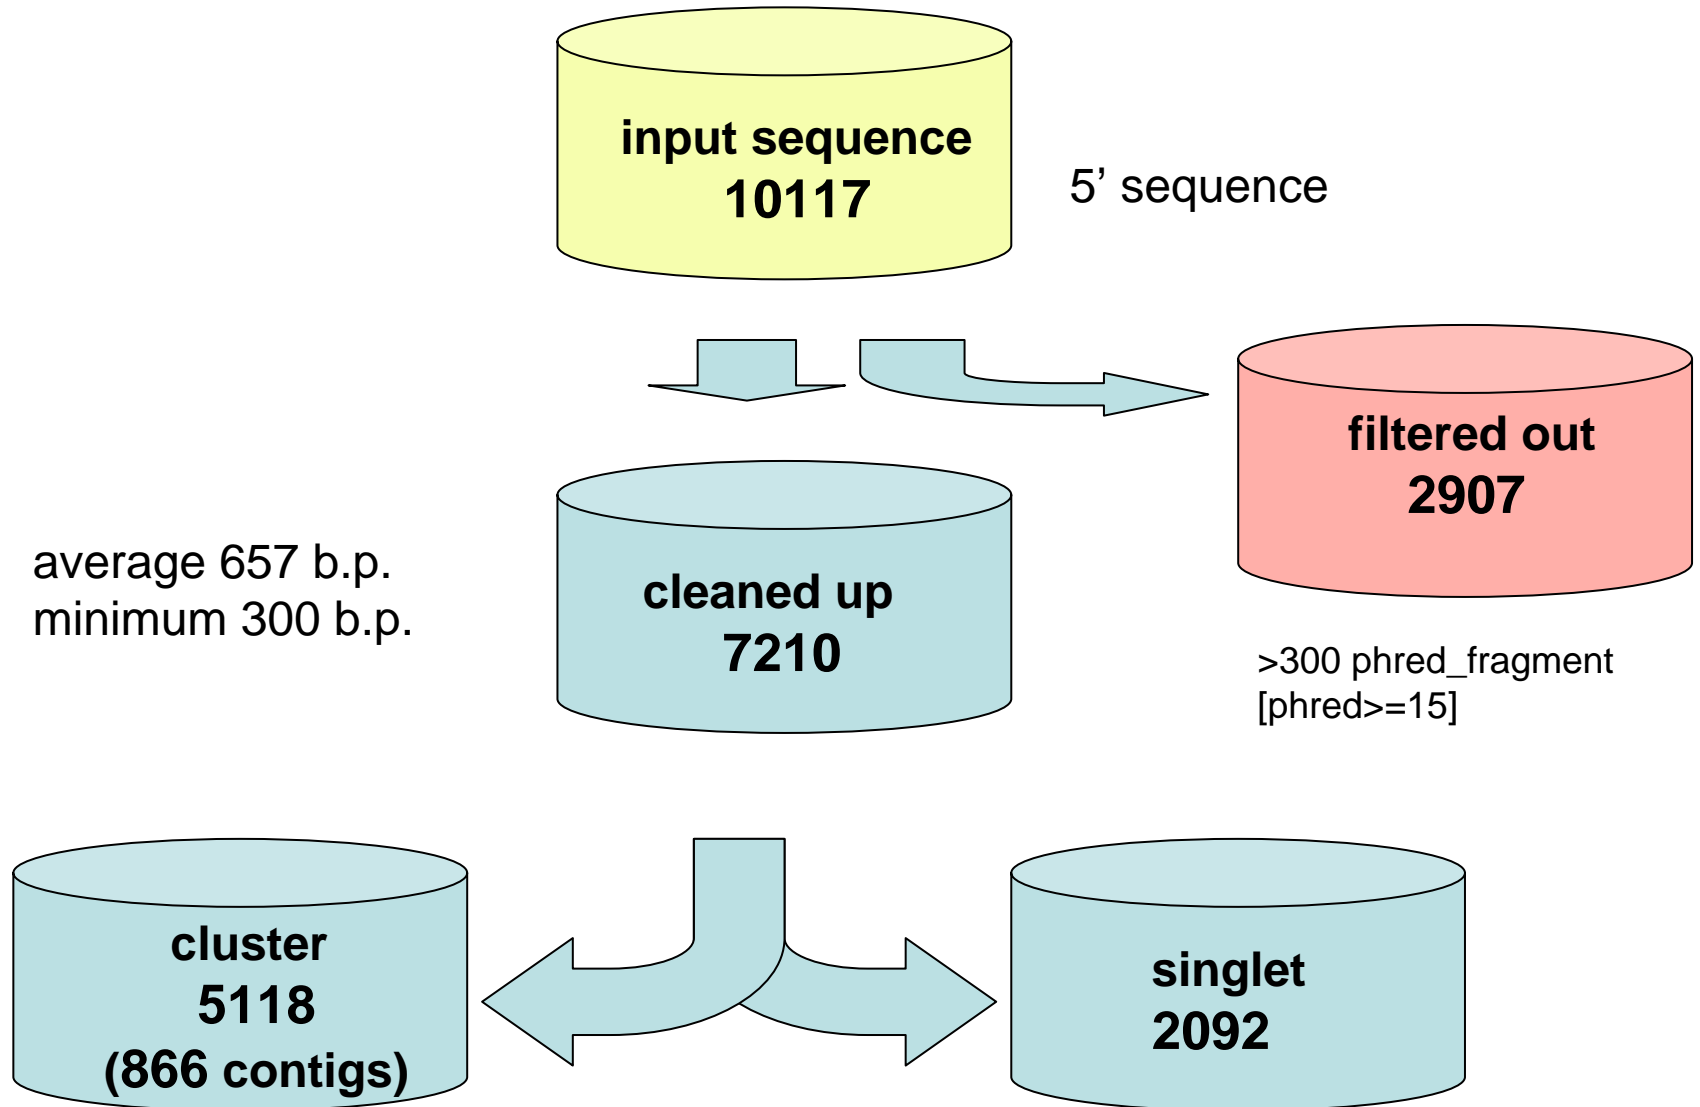 input sequence
10117
5’ sequence
filtered out
2907
average 657 b.p.
minimum 300 b.p.
cleaned up
7210
>300 phred_fragment
[phred>=15]
cluster
5118
(866 contigs)
singlet
2092